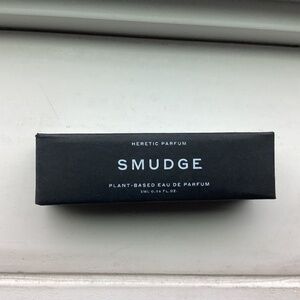 HERETIC PARFUM
SMUDGE
PLANT-BASED EAU DE PARFUM